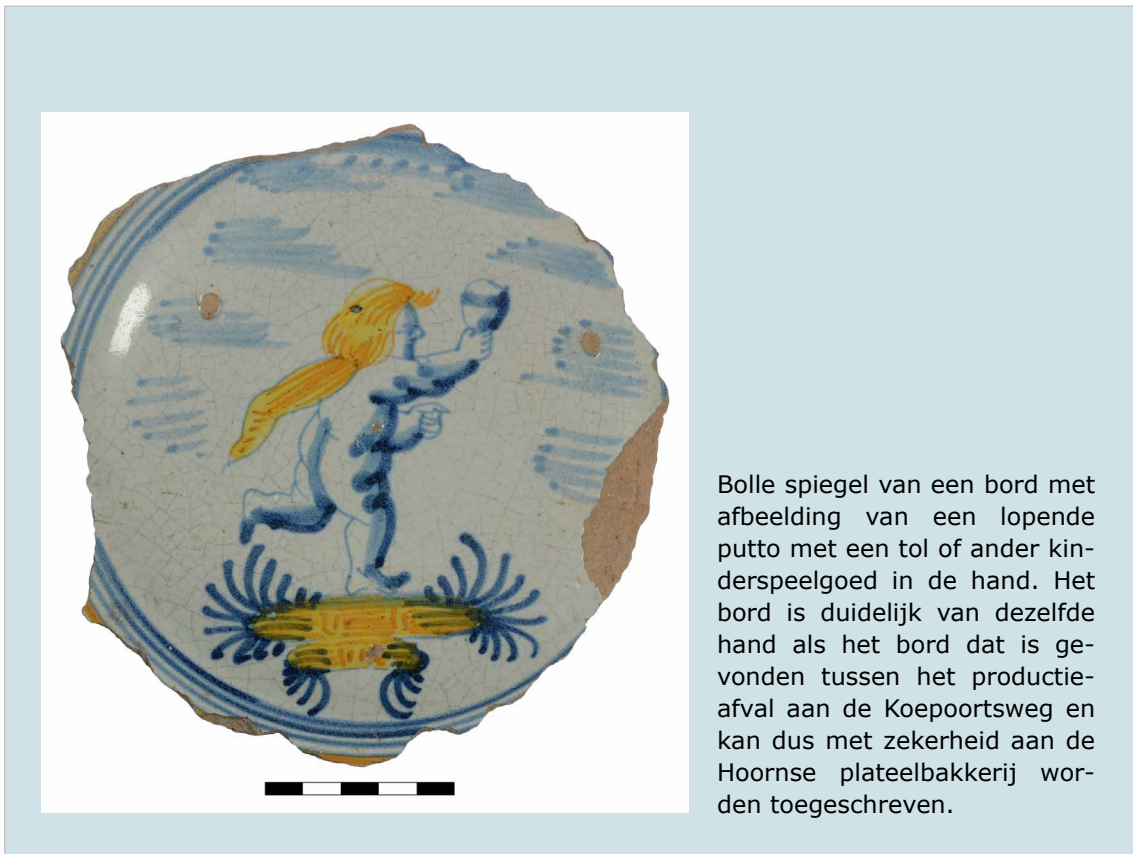 Bolle spiegel van een bord met
afbeelding van een lopende
putto met een tol of ander kin-
derspeelgoed in de hand. Het
bord is duidelijk van dezelfde
hand als het bord dat is ge-
vonden tussen het productie-
afval aan de Koepoortsweg en
kan dus met zekerheid aan de
Hoornse plateelbakkerij wor-
den toegeschreven.